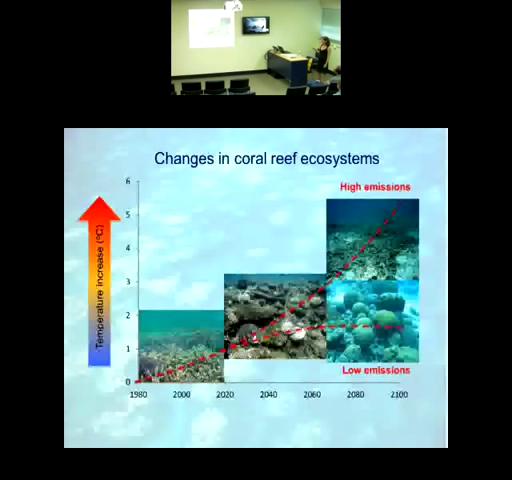 Changes in coral reef ecosystems
High emissions
Temperature increase (°C)
6
5
4
3
2
1
0
Low emissions
1980 2000 2020 2040 2060 2080 2100